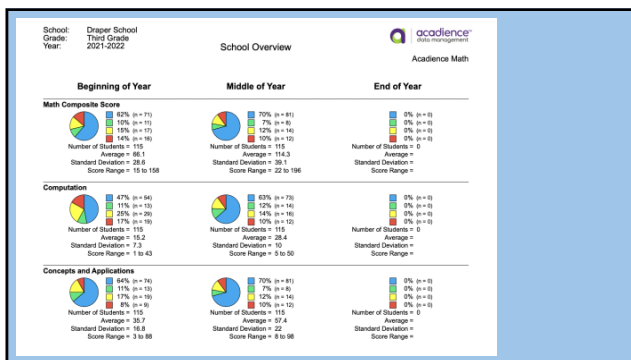 School: Draper School
Grade: Third Grade
Year: 2021-2022
School Overview
acadience®
data management
Acadience Math
Beginning of Year Middle of Year End of Year
Math Composite Score
62% (n = 71) 70% (n = 81) 0% (n = 0)
10% (n = 11) 7% (n = 8) 0% (n = 0)
15% (n = 17) 12% (n = 14) 0% (n = 0)
14% (n = 16) 10% (n = 12) 0% (n = 0)
Number of Students = 115 Number of Students = 115 Number of Students = 0
Average = 66.1 Average = 114.3 Average =
Standard Deviation = 28.6 Standard Deviation = 39.1 Standard Deviation =
Score Range = 15 to 158 Score Range = 22 to 196 Score Range =
Computation
47% (n = 54) 63% (n = 73) 0% (n = 0)
11% (n = 13) 12% (n = 14) 0% (n = 0)
25% (n = 29) 14% (n = 16) 0% (n = 0)
17% (n = 19) 10% (n = 12) 0% (n = 0)
Number of Students = 115 Number of Students = 115 Number of Students = 0
Average = 15.2 Average = 28.4 Average =
Standard Deviation = 7.3 Standard Deviation = 10 Standard Deviation =
Score Range = 1 to 43 Score Range = 5 to 50 Score Range =
Concepts and Applications
64% (n = 74) 70% (n = 81) 0% (n = 0)
11% (n = 13) 7% (n = 8) 0% (n = 0)
17% (n = 19) 12% (n = 14) 0% (n = 0)
8% (n = 9) 10% (n = 12) 0% (n = 0)
Number of Students = 115 Number of Students = 115 Number of Students = 0
Average = 35.7 Average = 57.4 Average =
Standard Deviation = 16.8 Standard Deviation = 22 Standard Deviation =
Score Range = 3 to 88 Score Range = 8 to 98 Score Range =